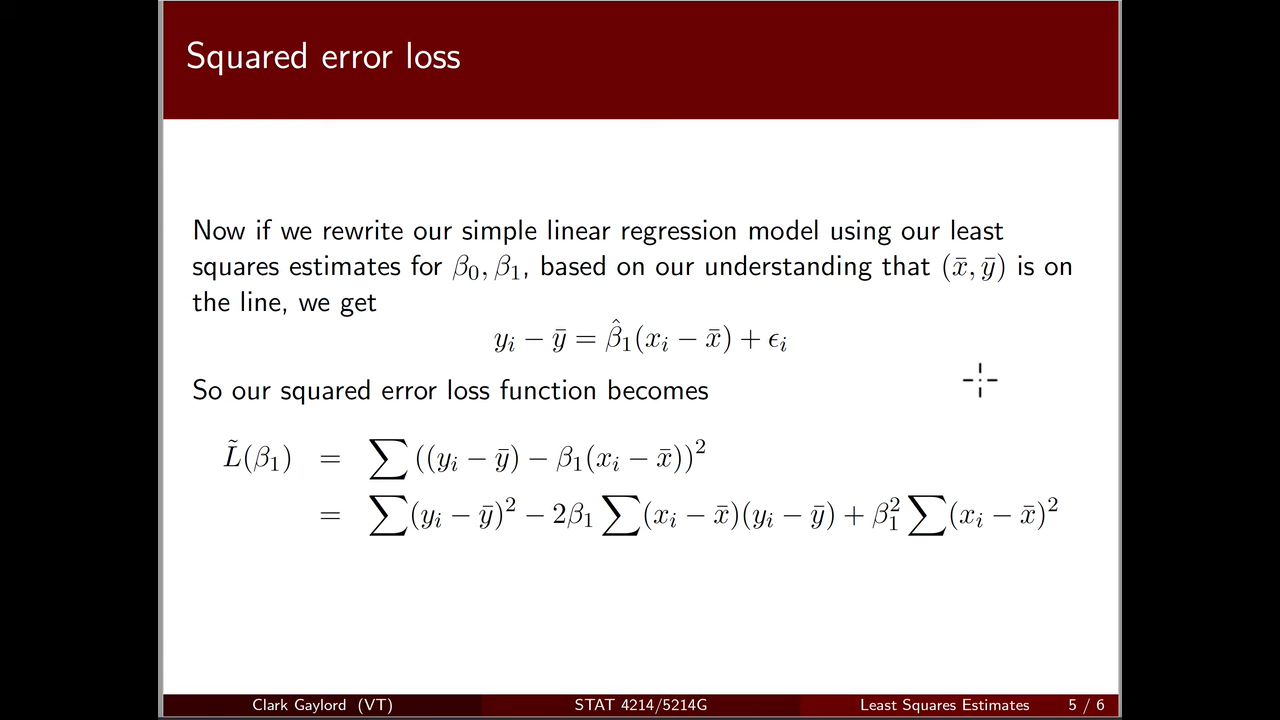 Squared error loss
Now if we rewrite our simple linear regression model using our least
squares estimates for β₀, β₁, based on our understanding that (x̄, ȳ) is on
the line, we get
yᵢ − ȳ = β̂₁(xᵢ − x̄) + ϵᵢ
So our squared error loss function becomes
L̃(β₁) = ∑ ((yᵢ − ȳ) − β₁(xᵢ − x̄))²
= ∑(yᵢ − ȳ)² − 2β₁ ∑(xᵢ − x̄)(yᵢ − ȳ) + β₁² ∑(xᵢ − x̄)²
Clark Gaylord (VT) STAT 4214/5214G Least Squares Estimates 5 / 6